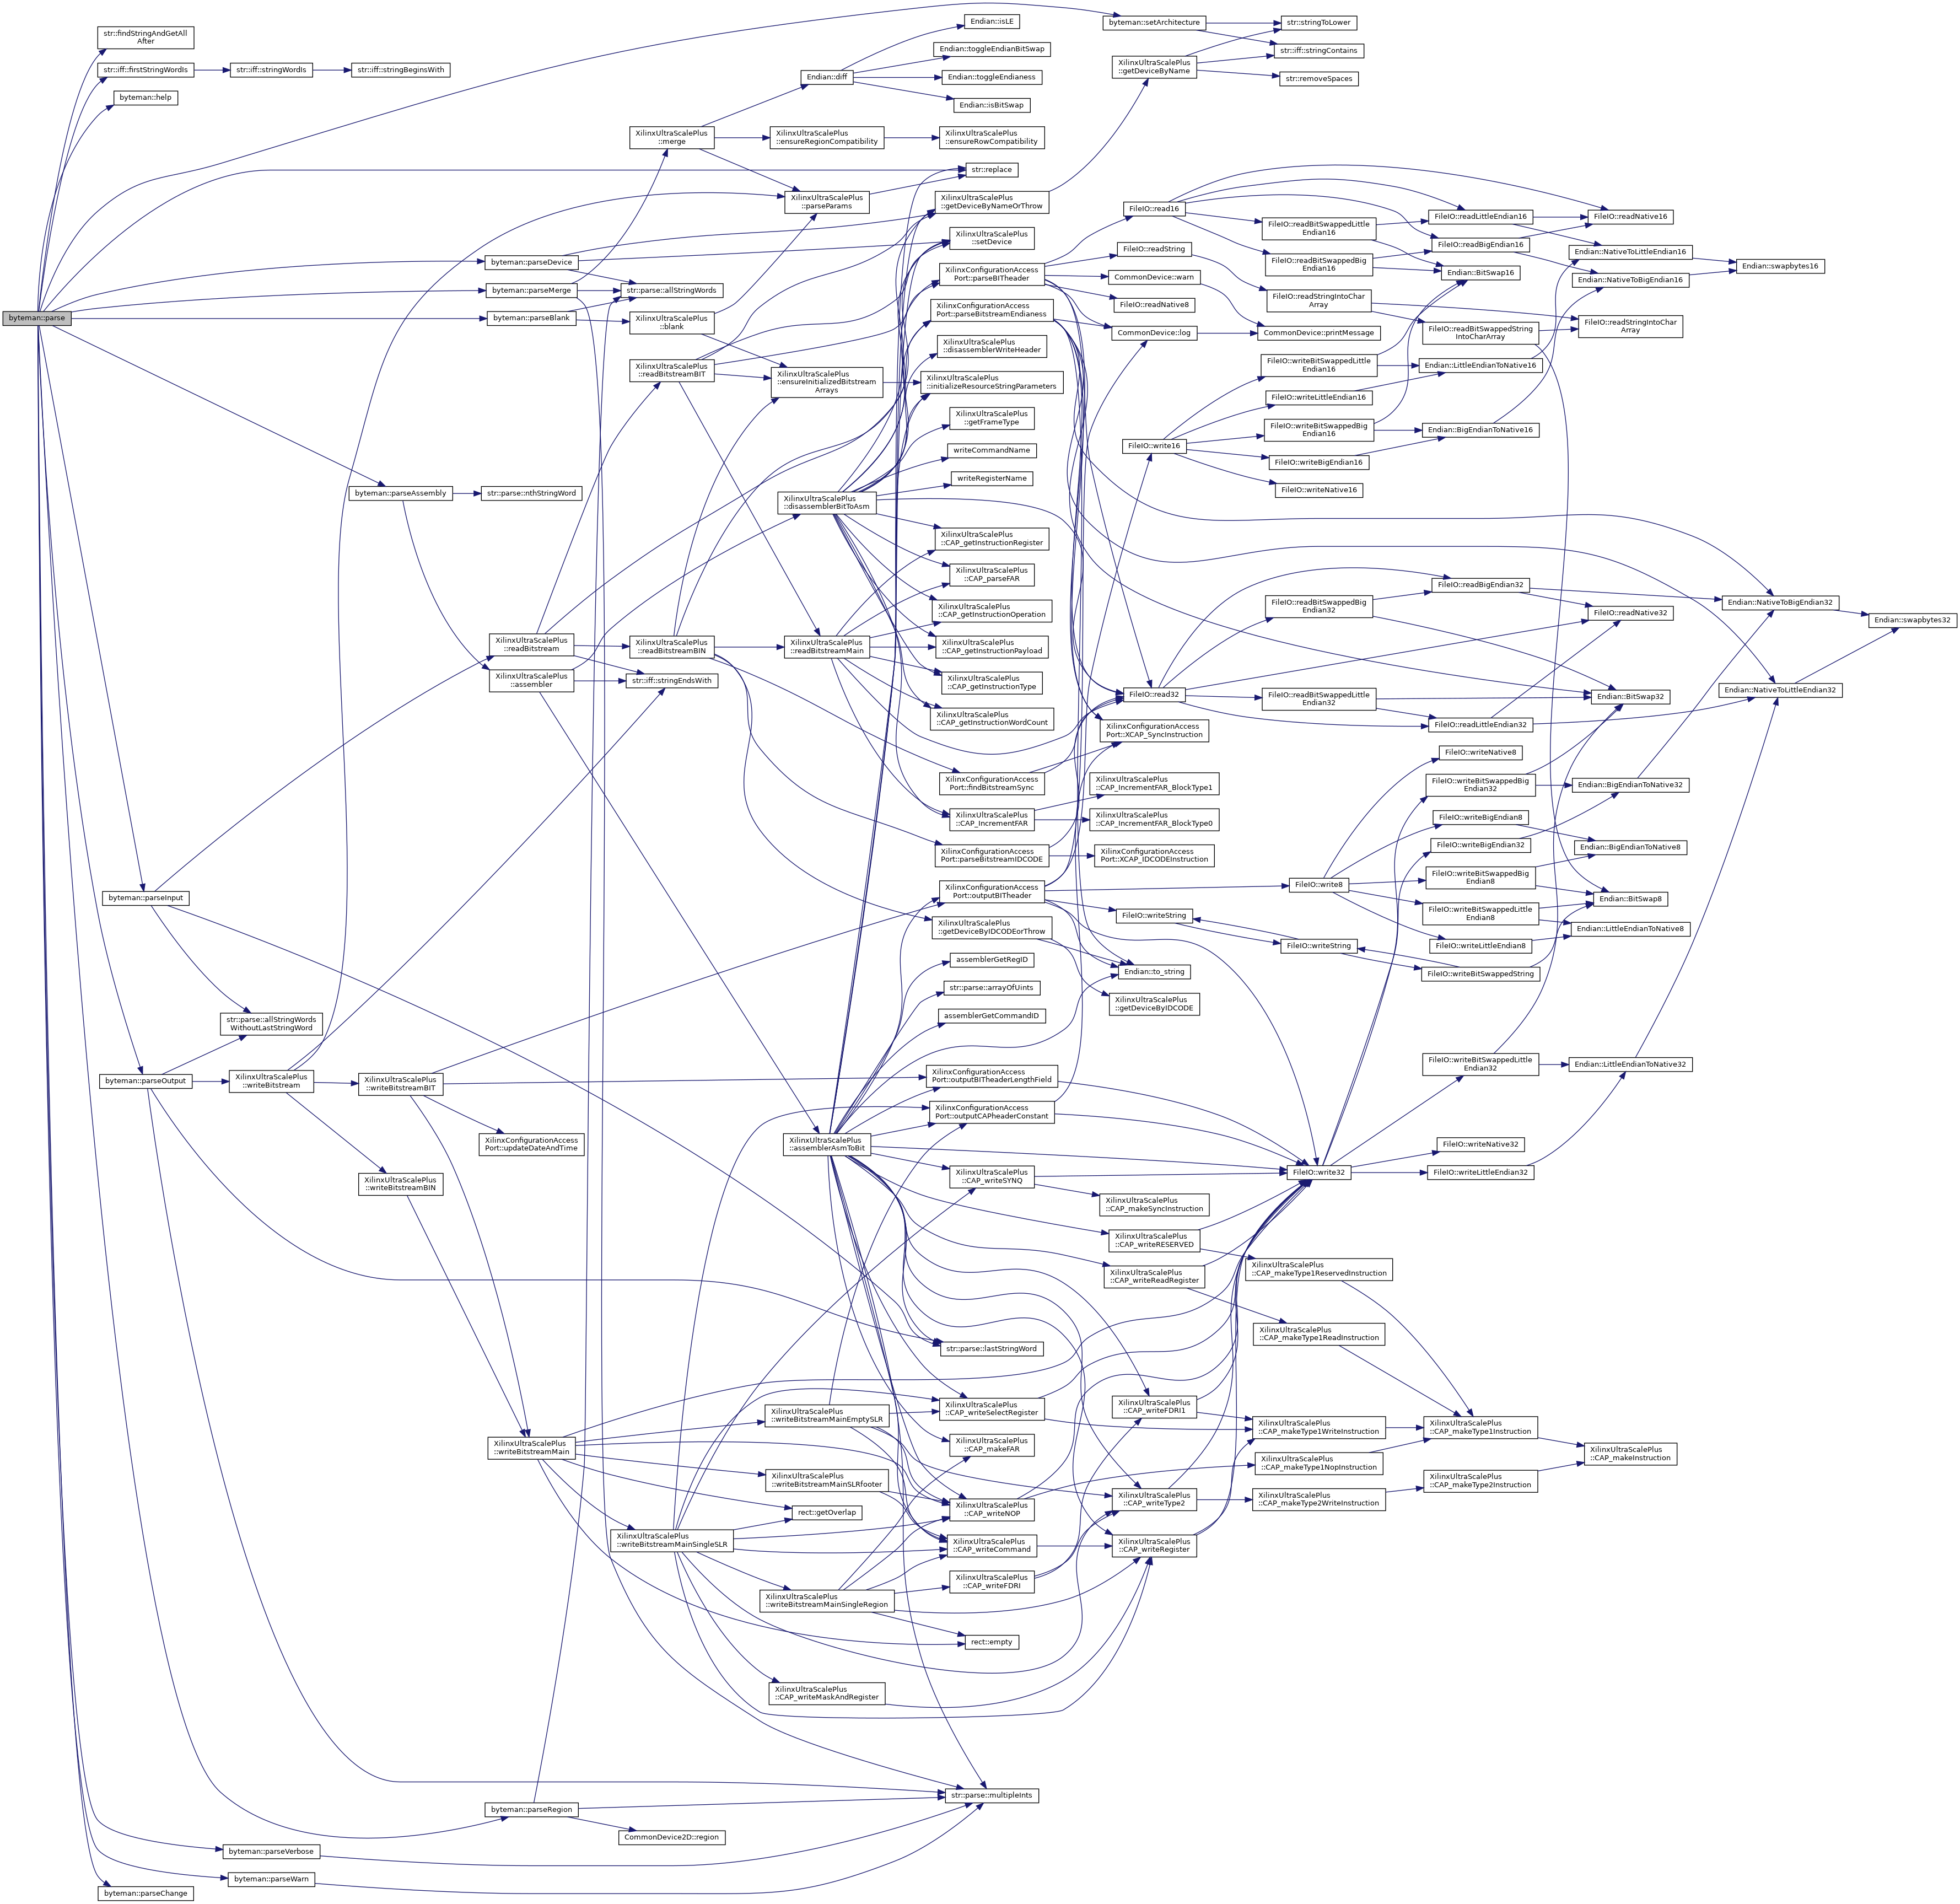 byteman::parse
str::findStringAndGetAll
After
str::iff::firstStringWordIs
str::iff::stringWordIs
str::iff::stringBeginsWith
byteman::help
byteman::parseAssembly
str::parse::nthStringWord
byteman::parseInput
byteman::parseOutput
str::parse::allStringWords
WithoutLastStringWord
XilinxUltraScalePlus
::writeBitstream
XilinxUltraScalePlus
::writeBitstreamBIT
XilinxConfigurationAccess
Port::updateDateAndTime
XilinxUltraScalePlus
::writeBitstreamBIN
byteman::parseVerbose
byteman::parseWarn
byteman::parseChange
byteman::parseDevice
byteman::parseMerge
byteman::parseBlank
XilinxUltraScalePlus
::readBitstream
XilinxUltraScalePlus
::assembler
XilinxUltraScalePlus
::writeBitstreamMain
byteman::parseRegion
CommonDevice2D::region
XilinxUltraScalePlus
::merge
str::parse::allStringWords
XilinxUltraScalePlus
::blank
XilinxUltraScalePlus
::readBitstreamBIT
XilinxUltraScalePlus
::readBitstreamBIN
str::iff::stringEndsWith
XilinxUltraScalePlus
::writeBitstreamMainSingleSLR
Endian::diff
XilinxUltraScalePlus
::ensureRegionCompatibility
XilinxUltraScalePlus
::parseParams
XilinxUltraScalePlus
::ensureInitializedBitstream
Arrays
XilinxUltraScalePlus
::disassemblerBitToAsm
XilinxUltraScalePlus
::readBitstreamMain
XilinxUltraScalePlus
::assemblerAsmToBit
XilinxUltraScalePlus
::writeBitstreamMainEmptySLR
XilinxUltraScalePlus
::writeBitstreamMainSLRfooter
rect::getOverlap
XilinxUltraScalePlus
::writeBitstreamMainSingleRegion
XilinxUltraScalePlus
::CAP_writeMaskAndRegister
Endian::isLE
Endian::toggleEndianBitSwap
Endian::toggleEndianess
Endian::isBitSwap
XilinxUltraScalePlus
::ensureRowCompatibility
str::replace
XilinxUltraScalePlus
::getDeviceByNameOrThrow
XilinxUltraScalePlus
::setDevice
XilinxConfigurationAccess
Port::parseBITheader
XilinxConfigurationAccess
Port::parseBitstreamEndianess
XilinxUltraScalePlus
::disassemblerWriteHeader
XilinxUltraScalePlus
::initializeResourceStringParameters
XilinxUltraScalePlus
::getFrameType
writeCommandName
writeRegisterName
XilinxUltraScalePlus
::CAP_getInstructionRegister
XilinxUltraScalePlus
::CAP_parseFAR
XilinxUltraScalePlus
::CAP_getInstructionOperation
XilinxUltraScalePlus
::CAP_getInstructionPayload
XilinxUltraScalePlus
::CAP_getInstructionType
XilinxUltraScalePlus
::CAP_getInstructionWordCount
XilinxConfigurationAccess
Port::findBitstreamSync
XilinxUltraScalePlus
::CAP_IncrementFAR
XilinxConfigurationAccess
Port::parseBitstreamIDCODE
XilinxConfigurationAccess
Port::outputBITheader
XilinxUltraScalePlus
::getDeviceByIDCODEorThrow
assemblerGetRegID
str::parse::arrayOfUints
assemblerGetCommandID
XilinxConfigurationAccess
Port::outputBITheaderLengthField
XilinxConfigurationAccess
Port::outputCAPheaderConstant
XilinxUltraScalePlus
::CAP_writeSYNQ
str::parse::lastStringWord
XilinxUltraScalePlus
::CAP_writeSelectRegister
XilinxUltraScalePlus
::CAP_makeFAR
XilinxUltraScalePlus
::CAP_writeNOP
XilinxUltraScalePlus
::CAP_writeCommand
XilinxUltraScalePlus
::CAP_writeFDRI
rect::empty
str::parse::multipleInts
byteman::setArchitecture
XilinxUltraScalePlus
::getDeviceByName
FileIO::read16
FileIO::readString
CommonDevice::warn
FileIO::readNative8
CommonDevice::log
FileIO::write16
FileIO::read32
XilinxConfigurationAccess
Port::XCAP_SyncInstruction
XilinxUltraScalePlus
::CAP_IncrementFAR_BlockType1
XilinxUltraScalePlus
::CAP_IncrementFAR_BlockType0
XilinxConfigurationAccess
Port::XCAP_IDCODEInstruction
FileIO::writeString
Endian::to_string
XilinxUltraScalePlus
::getDeviceByIDCODE
XilinxUltraScalePlus
::CAP_makeSyncInstruction
XilinxUltraScalePlus
::CAP_writeRESERVED
XilinxUltraScalePlus
::CAP_writeReadRegister
XilinxUltraScalePlus
::CAP_writeFDRI1
XilinxUltraScalePlus
::CAP_writeType2
XilinxUltraScalePlus
::CAP_writeRegister
str::stringToLower
str::iff::stringContains
str::removeSpaces
FileIO::readBitSwappedLittle
Endian16
FileIO::readBitSwappedBig
Endian16
FileIO::readStringIntoChar
Array
CommonDevice::printMessage
FileIO::writeBitSwappedLittle
Endian16
FileIO::writeLittleEndian16
FileIO::writeBitSwappedBig
Endian16
FileIO::writeBigEndian16
FileIO::writeNative16
FileIO::readBitSwappedBig
Endian32
FileIO::readBitSwappedLittle
Endian32
FileIO::write8
FileIO::writeString
FileIO::write32
XilinxUltraScalePlus
::CAP_makeType1ReservedInstruction
XilinxUltraScalePlus
::CAP_makeType1ReadInstruction
XilinxUltraScalePlus
::CAP_makeType1WriteInstruction
XilinxUltraScalePlus
::CAP_makeType1NopInstruction
XilinxUltraScalePlus
::CAP_makeType2WriteInstruction
FileIO::readLittleEndian16
FileIO::readBigEndian16
Endian::BitSwap16
FileIO::readBitSwappedString
IntoCharArray
Endian::LittleEndianToNative16
Endian::BigEndianToNative16
FileIO::readBigEndian32
FileIO::readLittleEndian32
FileIO::writeNative8
FileIO::writeBitSwappedBig
Endian32
FileIO::writeBigEndian8
FileIO::writeBigEndian32
FileIO::writeBitSwappedBig
Endian8
FileIO::writeBitSwappedLittle
Endian8
FileIO::writeLittleEndian8
FileIO::writeBitSwappedString
FileIO::writeBitSwappedLittle
Endian32
FileIO::writeNative32
FileIO::writeLittleEndian32
XilinxUltraScalePlus
::CAP_makeType1Instruction
XilinxUltraScalePlus
::CAP_makeType2Instruction
FileIO::readNative16
Endian::NativeToLittleEndian16
Endian::NativeToBigEndian16
FileIO::readStringIntoChar
Array
FileIO::readNative32
Endian::BitSwap32
Endian::BigEndianToNative32
Endian::BigEndianToNative8
Endian::BitSwap8
Endian::LittleEndianToNative8
Endian::LittleEndianToNative32
XilinxUltraScalePlus
::CAP_makeInstruction
Endian::swapbytes16
Endian::NativeToBigEndian32
Endian::NativeToLittleEndian32
Endian::swapbytes32